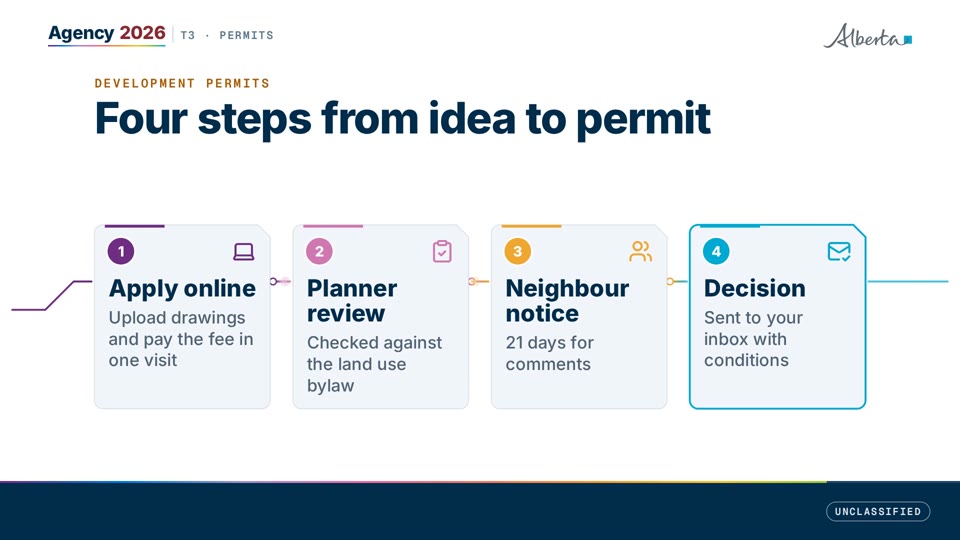 Agency 2026
T3 · PERMITS
Alberta
DEVELOPMENT PERMITS
Four steps from idea to permit
1
Apply online
Upload drawings
and pay the fee in
one visit
2
Planner
review
Checked against
the land use
bylaw
3
Neighbour
notice
21 days for
comments
4
Decision
Sent to your
inbox with
conditions
UNCLASSIFIED